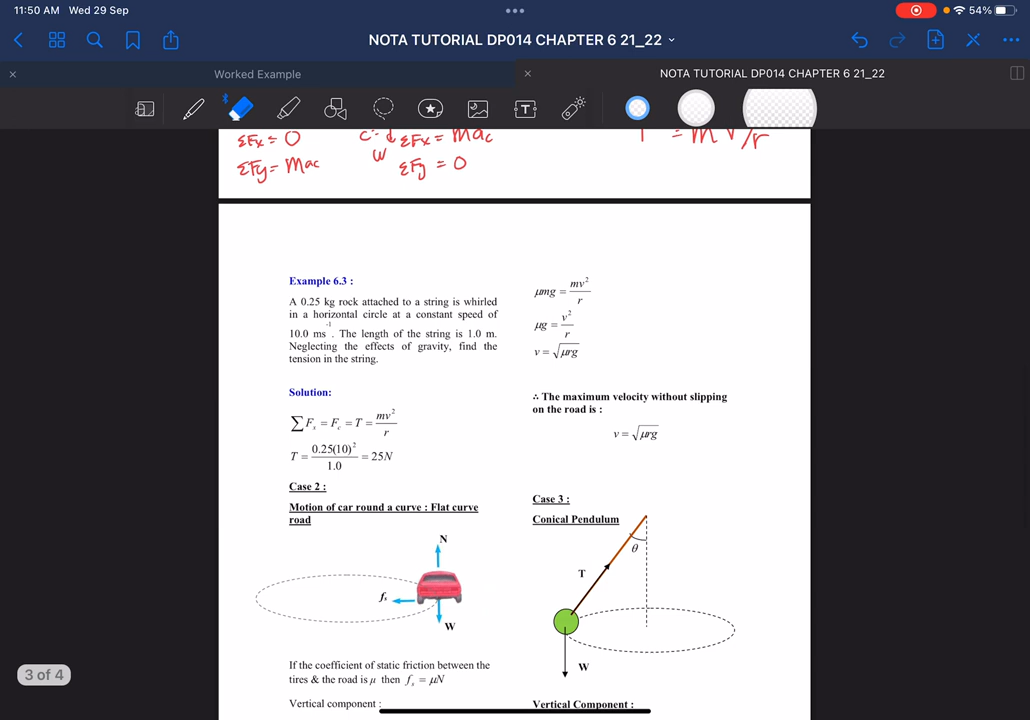 11:50 AM Wed 29 Sep
54%
NOTA TUTORIAL DP014 CHAPTER 6 21_22
Worked Example
NOTA TUTORIAL DP014 CHAPTER 6 21_22
ΣFx = 0
ΣFy = Mac
ΣFx = Mac
W
ΣFy = 0
Example 6.3 :
A 0.25 kg rock attached to a string is whirled
in a horizontal circle at a constant speed of
10.0 ms⁻¹. The length of the string is 1.0 m.
Neglecting the effects of gravity, find the
tension in the string.
Solution:
∑Fₓ = F_c = T = mv²/r
T = 0.25(10)²/1.0 = 25N
Case 2 :
Motion of car round a curve : Flat curve
road
N
fs
W
If the coefficient of static friction between the
tires & the road is μ then fs = μN
Vertical component :
μmg = mv²/r
μg = v²/r
v = √μrg
∴ The maximum velocity without slipping
on the road is :
v = √μrg
Case 3 :
Conical Pendulum
θ
T
W
Vertical Component :
3 of 4